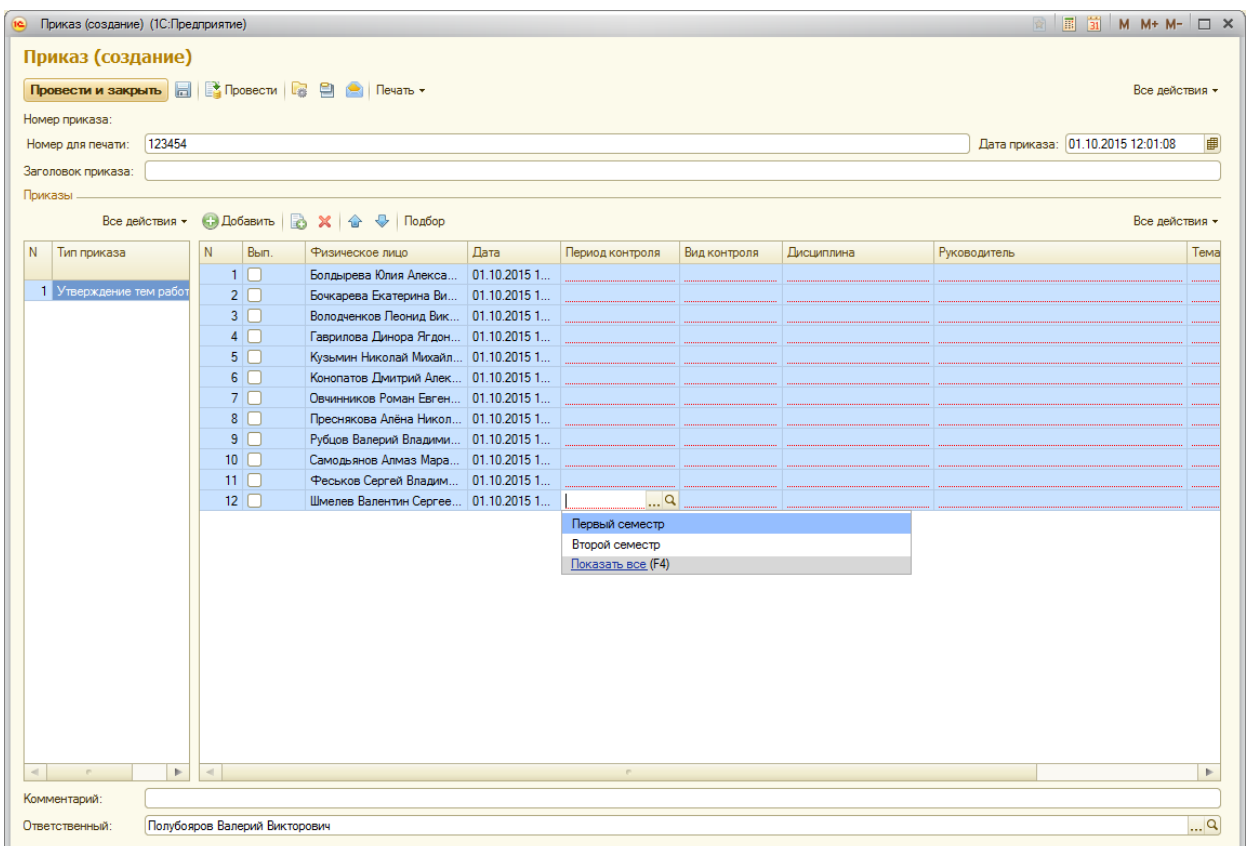 Приказ (создание) (1С:Предприятие)
M M+ M-
Приказ (создание)
Провести и закрыть Провести Печать Все действия
Номер приказа:
Номер для печати: 123454 Дата приказа: 01.10.2015 12:01:08
Заголовок приказа:
Приказы
Все действия Добавить Подбор Все действия
N Тип приказа N Вып. Физическое лицо Дата Период контроля Вид контроля Дисциплина Руководитель Тема
1 Утверждение тем работ
1 Болдырева Юлия Алекса... 01.10.2015 1...
2 Бочкарева Екатерина Ви... 01.10.2015 1...
3 Володченков Леонид Вик... 01.10.2015 1...
4 Гаврилова Динора Ягдон... 01.10.2015 1...
5 Кузьмин Николай Михайл... 01.10.2015 1...
6 Конопатов Дмитрий Алек... 01.10.2015 1...
7 Овчинников Роман Евген... 01.10.2015 1...
8 Преснякова Алёна Никол... 01.10.2015 1...
9 Рубцов Валерий Владими... 01.10.2015 1...
10 Самодьянов Алмаз Мара... 01.10.2015 1...
11 Феськов Сергей Владим... 01.10.2015 1...
12 Шмелев Валентин Сергее... 01.10.2015 1... ...
Первый семестр
Второй семестр
Показать все (F4)
Комментарий:
Ответственный: Полубояров Валерий Викторович ...